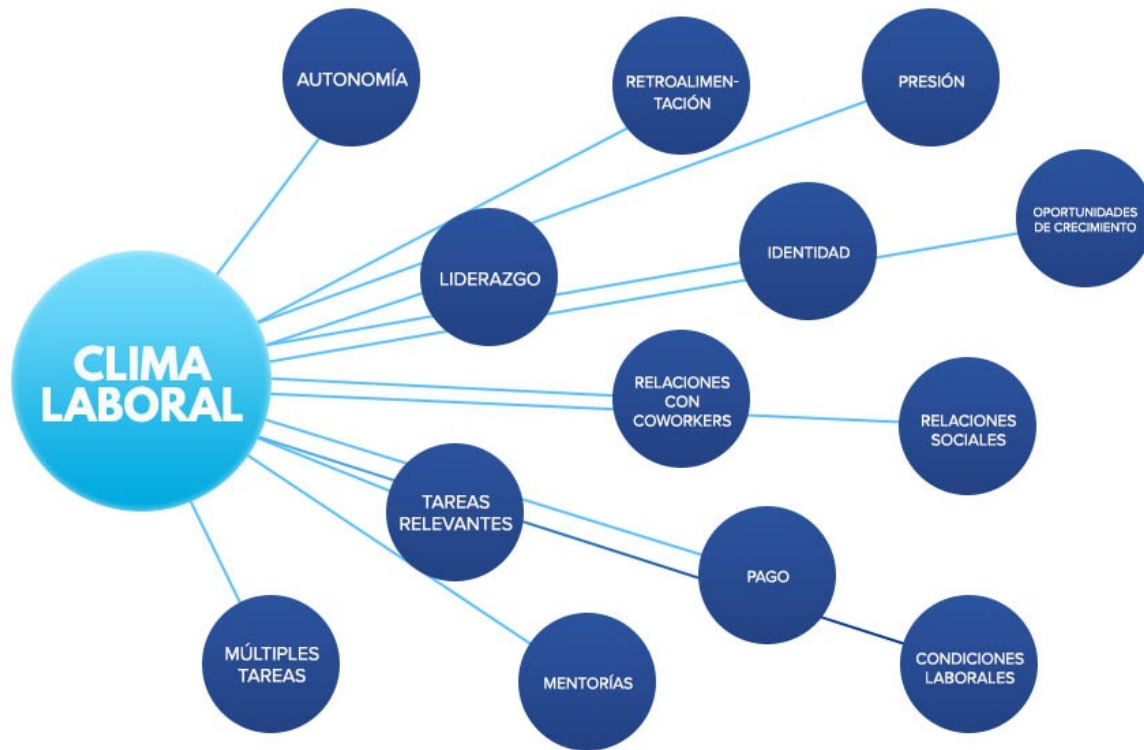 AUTONOMÍA
RETROALIMEN-
TACIÓN
PRESIÓN
OPORTUNIDADES
DE CRECIMIENTO
LIDERAZGO
IDENTIDAD
CLIMA
LABORAL
RELACIONES
CON
COWORKERS
RELACIONES
SOCIALES
TAREAS
RELEVANTES
PAGO
MÚLTIPLES
TAREAS
MENTORÍAS
CONDICIONES
LABORALES